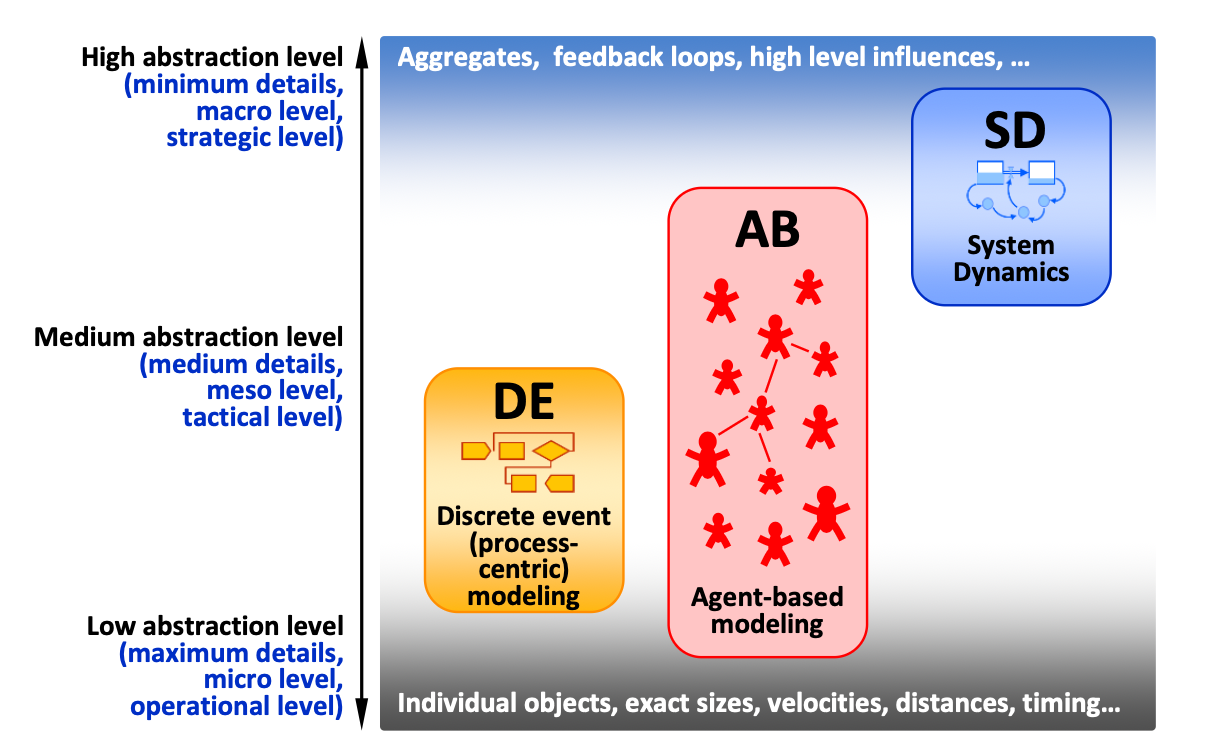 High abstraction level
(minimum details,
macro level,
strategic level)
Medium abstraction level
(medium details,
meso level,
tactical level)
Low abstraction level
(maximum details,
micro level,
operational level)
Aggregates, feedback loops, high level influences, ...
SD
System
Dynamics
AB
Agent-based
modeling
DE
Discrete event
(process-
centric)
modeling
Individual objects, exact sizes, velocities, distances, timing...